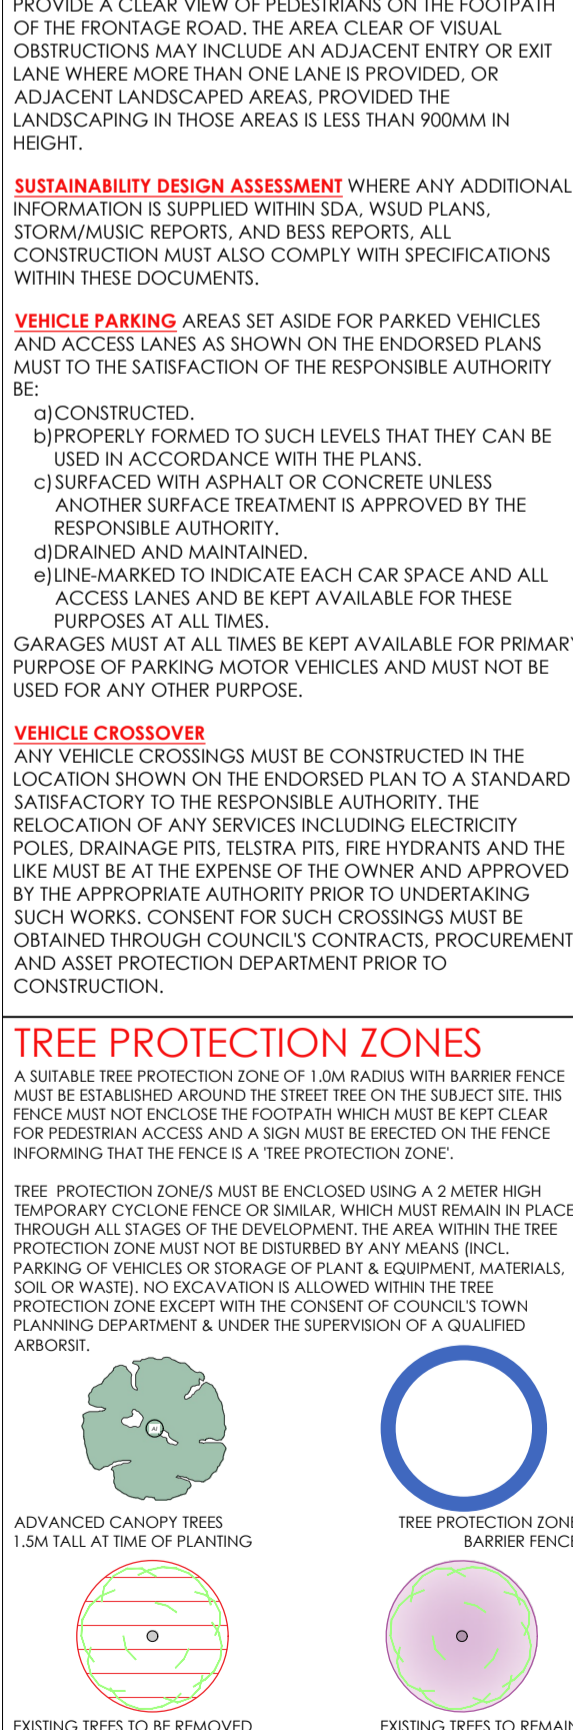 PROVIDE A CLEAR VIEW OF PEDESTRIANS ON THE FOOTPATH
OF THE FRONTAGE ROAD. THE AREA CLEAR OF VISUAL
OBSTRUCTIONS MAY INCLUDE AN ADJACENT ENTRY OR EXIT
LANE WHERE MORE THAN ONE LANE IS PROVIDED, OR
ADJACENT LANDSCAPED AREAS, PROVIDED THE
LANDSCAPING IN THOSE AREAS IS LESS THAN 900MM IN
HEIGHT.
SUSTAINABILITY DESIGN ASSESSMENT WHERE ANY ADDITIONAL
INFORMATION IS SUPPLIED WITHIN SDA, WSUD PLANS,
STORM/MUSIC REPORTS, AND BESS REPORTS, ALL
CONSTRUCTION MUST ALSO COMPLY WITH SPECIFICATIONS
WITHIN THESE DOCUMENTS.
VEHICLE PARKING AREAS SET ASIDE FOR PARKED VEHICLES
AND ACCESS LANES AS SHOWN ON THE ENDORSED PLANS
MUST TO THE SATISFACTION OF THE RESPONSIBLE AUTHORITY
BE:
a)CONSTRUCTED.
b)PROPERLY FORMED TO SUCH LEVELS THAT THEY CAN BE
USED IN ACCORDANCE WITH THE PLANS.
c)SURFACED WITH ASPHALT OR CONCRETE UNLESS
ANOTHER SURFACE TREATMENT IS APPROVED BY THE
RESPONSIBLE AUTHORITY.
d)DRAINED AND MAINTAINED.
e)LINE-MARKED TO INDICATE EACH CAR SPACE AND ALL
ACCESS LANES AND BE KEPT AVAILABLE FOR THESE
PURPOSES AT ALL TIMES.
GARAGES MUST AT ALL TIMES BE KEPT AVAILABLE FOR PRIMARY
PURPOSE OF PARKING MOTOR VEHICLES AND MUST NOT BE
USED FOR ANY OTHER PURPOSE.
VEHICLE CROSSOVER
ANY VEHICLE CROSSINGS MUST BE CONSTRUCTED IN THE
LOCATION SHOWN ON THE ENDORSED PLAN TO A STANDARD
SATISFACTORY TO THE RESPONSIBLE AUTHORITY. THE
RELOCATION OF ANY SERVICES INCLUDING ELECTRICITY
POLES, DRAINAGE PITS, TELSTRA PITS, FIRE HYDRANTS AND THE
LIKE MUST BE AT THE EXPENSE OF THE OWNER AND APPROVED
BY THE APPROPRIATE AUTHORITY PRIOR TO UNDERTAKING
SUCH WORKS. CONSENT FOR SUCH CROSSINGS MUST BE
OBTAINED THROUGH COUNCIL'S CONTRACTS, PROCUREMENT
AND ASSET PROTECTION DEPARTMENT PRIOR TO
CONSTRUCTION.
TREE PROTECTION ZONES
A SUITABLE TREE PROTECTION ZONE OF 1.0M RADIUS WITH BARRIER FENCE
MUST BE ESTABLISHED AROUND THE STREET TREE ON THE SUBJECT SITE. THIS
FENCE MUST NOT ENCLOSE THE FOOTPATH WHICH MUST BE KEPT CLEAR
FOR PEDESTRIAN ACCESS AND A SIGN MUST BE ERECTED ON THE FENCE
INFORMING THAT THE FENCE IS A 'TREE PROTECTION ZONE'.
TREE PROTECTION ZONE/S MUST BE ENCLOSED USING A 2 METER HIGH
TEMPORARY CYCLONE FENCE OR SIMILAR, WHICH MUST REMAIN IN PLACE
THROUGH ALL STAGES OF THE DEVELOPMENT. THE AREA WITHIN THE TREE
PROTECTION ZONE MUST NOT BE DISTURBED BY ANY MEANS (INCL.
PARKING OF VEHICLES OR STORAGE OF PLANT & EQUIPMENT, MATERIALS,
SOIL OR WASTE). NO EXCAVATION IS ALLOWED WITHIN THE TREE
PROTECTION ZONE EXCEPT WITH THE CONSENT OF COUNCIL'S TOWN
PLANNING DEPARTMENT & UNDER THE SUPERVISION OF A QUALIFIED
ARBORSIT.
ADVANCED CANOPY TREES
1.5M TALL AT TIME OF PLANTING
TREE PROTECTION ZONE
BARRIER FENCE
EXISTING TREES TO BE REMOVED
EXISTING TREES TO REMAIN